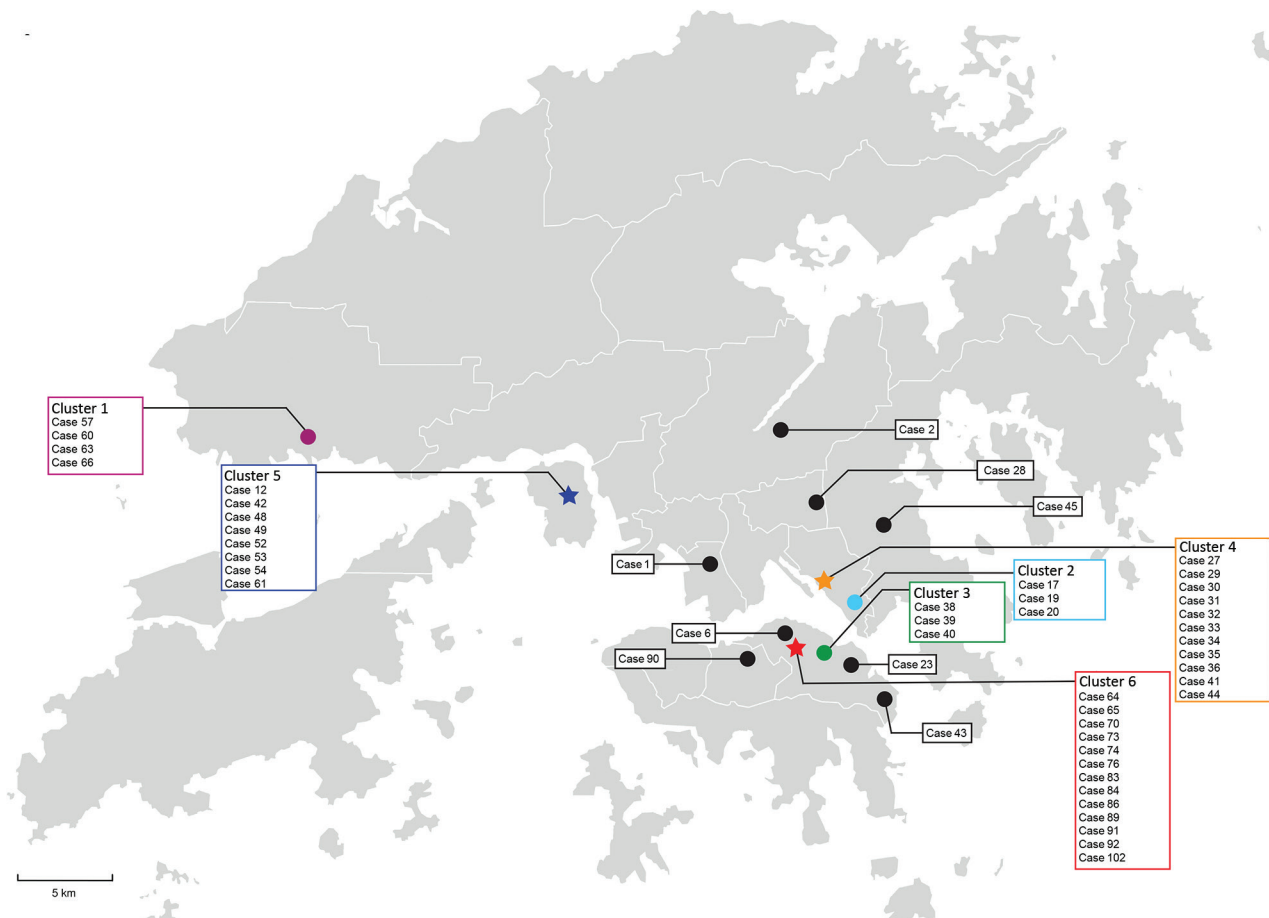 -
Cluster 1
Case 57
Case 60
Case 63
Case 66
Cluster 5
Case 12
Case 42
Case 48
Case 49
Case 52
Case 53
Case 54
Case 61
Case 2
Case 28
Case 45
Case 1
Cluster 4
Case 27
Case 29
Case 30
Case 31
Case 32
Case 33
Case 34
Case 35
Case 36
Case 41
Case 44
Cluster 2
Case 17
Case 19
Case 20
Cluster 3
Case 38
Case 39
Case 40
Case 6
Case 90
Case 23
Case 43
Cluster 6
Case 64
Case 65
Case 70
Case 73
Case 74
Case 76
Case 83
Case 84
Case 86
Case 89
Case 91
Case 92
Case 102
5 km